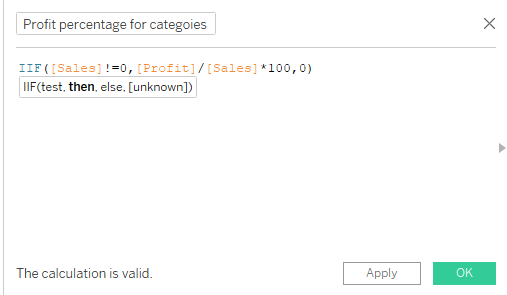 Profit percentage for categoies
IIF([Sales]!=0,[Profit]/[Sales]*100,0)
IIF(test, then, else, [unknown])
The calculation is valid.
Apply
OK